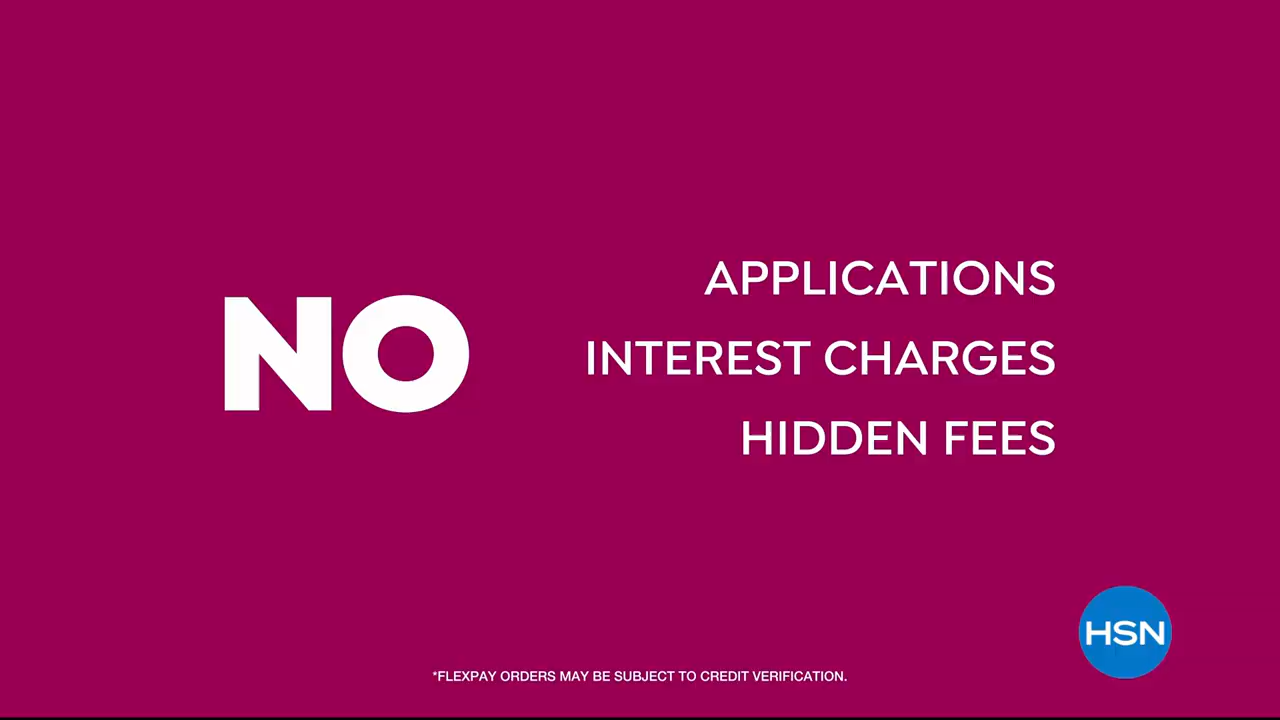 NO
APPLICATIONS
INTEREST CHARGES
HIDDEN FEES
HSN
*FLEXPAY ORDERS MAY BE SUBJECT TO CREDIT VERIFICATION.